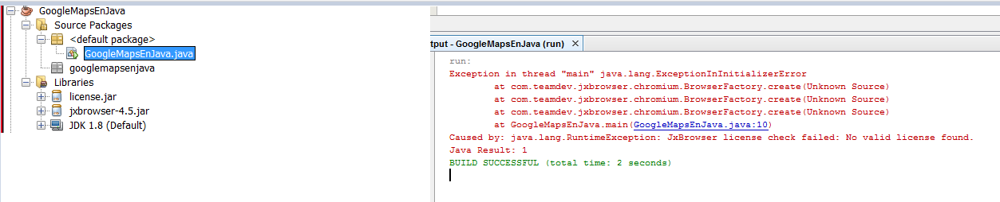 GoogleMapsEnJava
Source Packages
<default package>
GoogleMapsEnJava.java
googlemapsenjava
Libraries
license.jar
jxbrowser-4.5.jar
JDK 1.8 (Default)
tput - GoogleMapsEnJava (run)
run:
Exception in thread "main" java.lang.ExceptionInInitializerError
at com.teamdev.jxbrowser.chromium.BrowserFactory.create(Unknown Source)
at com.teamdev.jxbrowser.chromium.BrowserFactory.create(Unknown Source)
at com.teamdev.jxbrowser.chromium.BrowserFactory.create(Unknown Source)
at GoogleMapsEnJava.main(GoogleMapsEnJava.java:10)
Caused by: java.lang.RuntimeException: JxBrowser license check failed: No valid license found.
Java Result: 1
BUILD SUCCESSFUL (total time: 2 seconds)